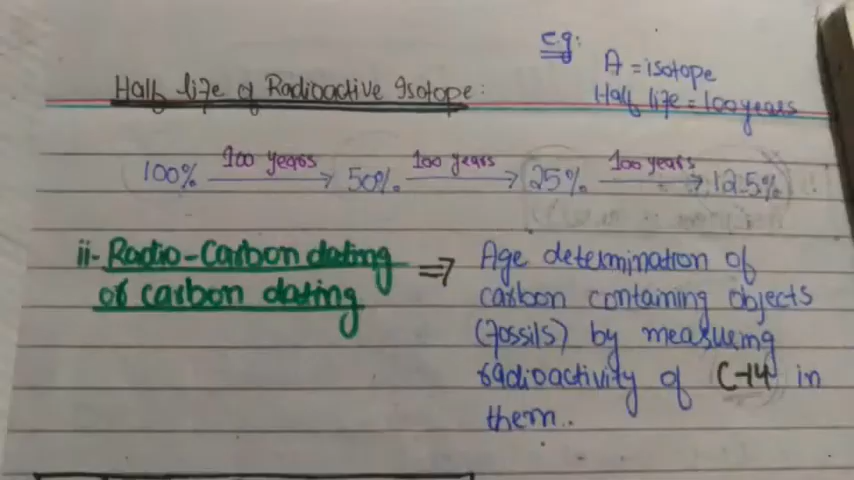 e.g:
A = isotope
Half life = 100 years
Half life of Radioactive Isotope:
100% 100 years → 50% 100 years → 25% 100 years → 12.5%
ii- Radio-Carbon dating
or carbon dating
⇒ Age determination of
carbon containing objects
(fossils) by measuring
radioactivity of C-14 in
them..